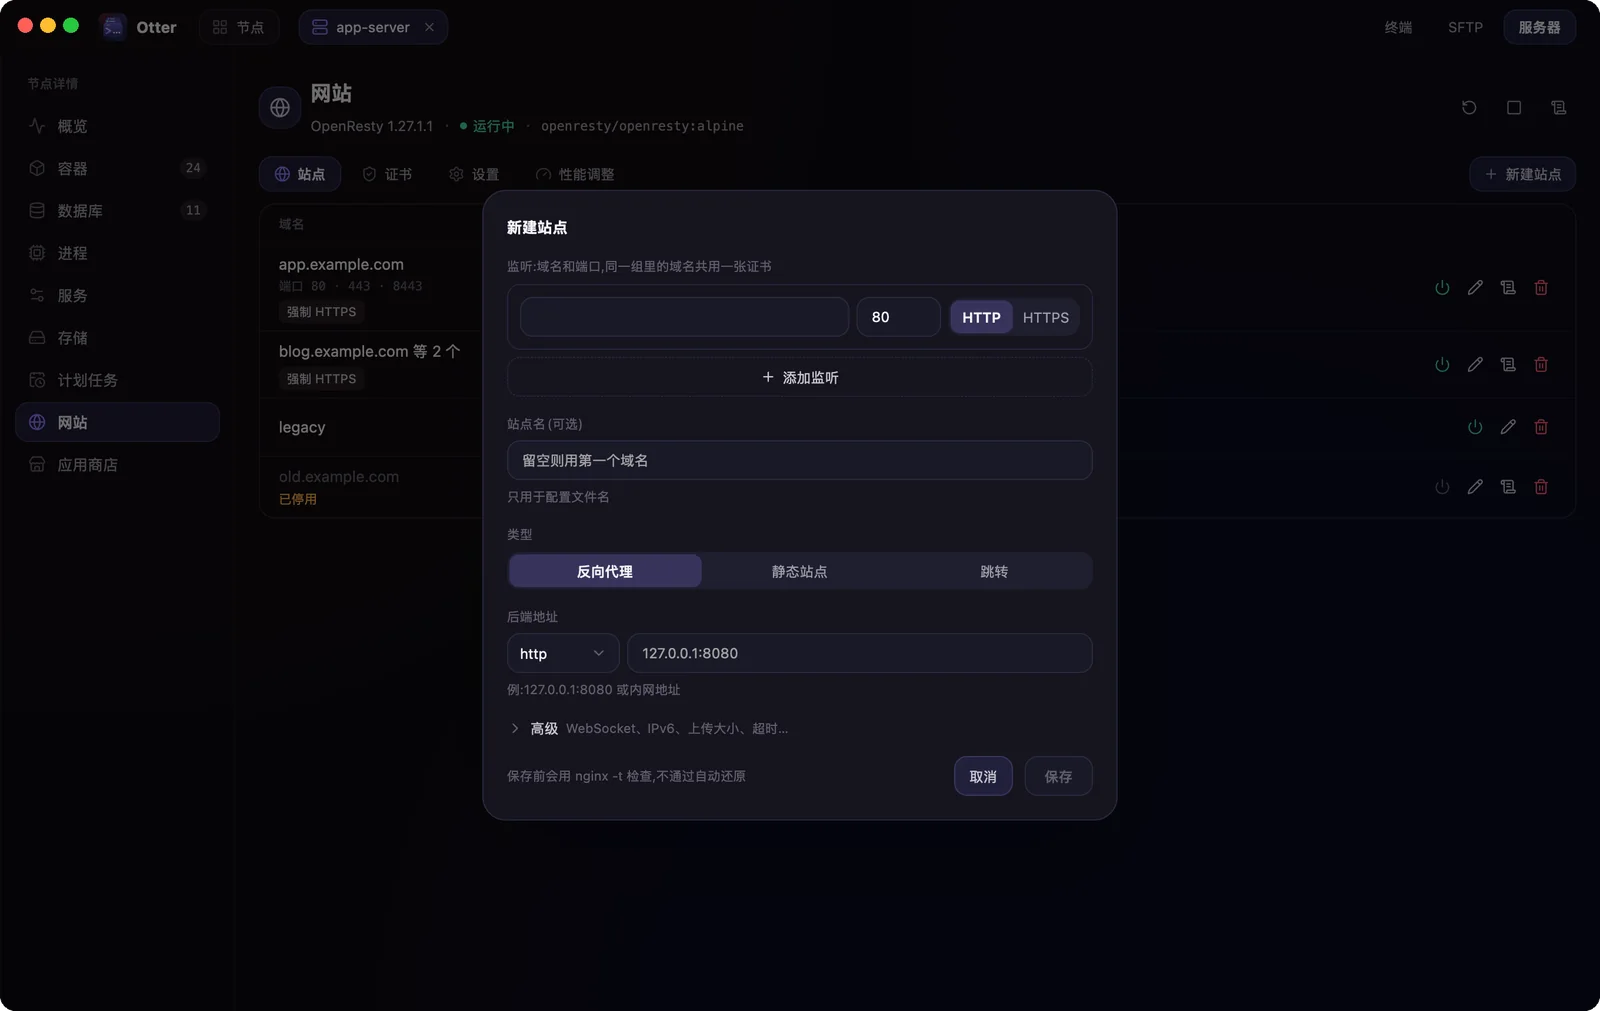 Otter
节点
app-server
终端
SFTP
服务器
节点详情
概览
容器
24
数据库
11
进程
服务
存储
计划任务
网站
应用商店
网站
OpenResty 1.27.1.1 · 运行中 · openresty/openresty:alpine
站点
证书
设置
性能调整
新建站点
域名
app.example.com
端口 80 · 443 · 8443
强制 HTTPS
blog.example.com 等 2 个
强制 HTTPS
legacy
old.example.com
已停用
新建站点
监听:域名和端口,同一组里的域名共用一张证书
80
HTTP
HTTPS
添加监听
站点名 (可选)
留空则用第一个域名
只用于配置文件名
类型
反向代理
静态站点
跳转
后端地址
http
127.0.0.1:8080
例:127.0.0.1:8080 或内网地址
高级 WebSocket、IPv6、上传大小、超时...
保存前会用 nginx -t 检查,不通过自动还原
取消
保存